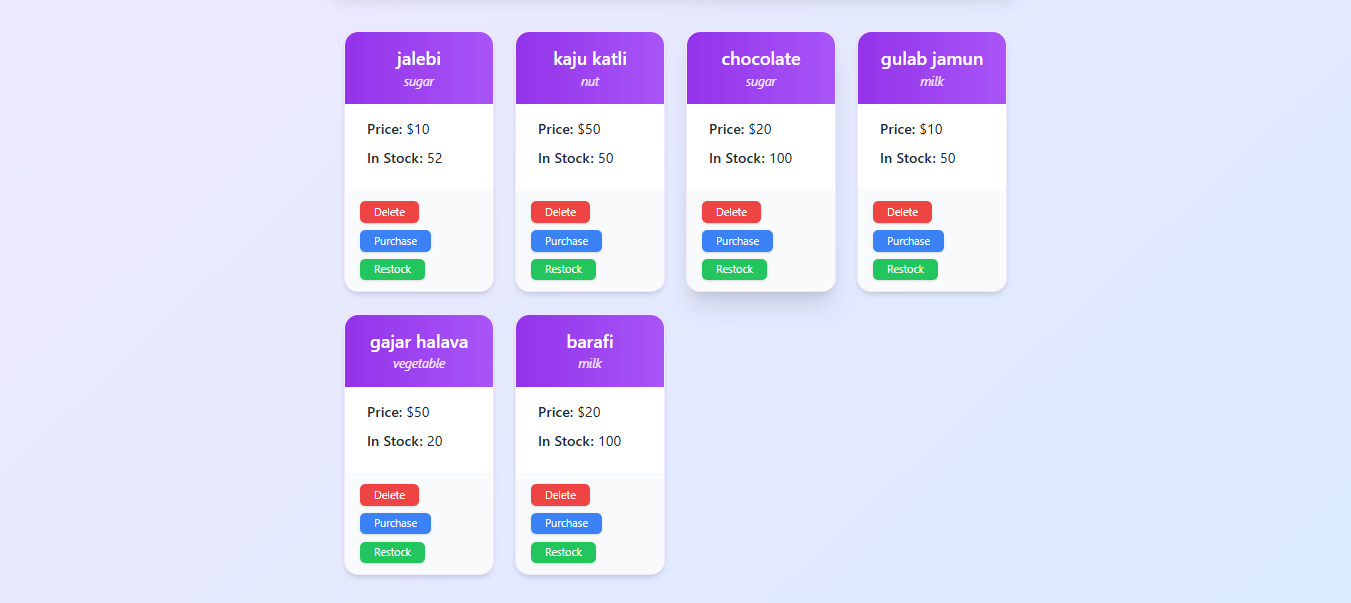 jalebi
sugar
Price: $10
In Stock: 52
Delete
Purchase
Restock
kaju katli
nut
Price: $50
In Stock: 50
Delete
Purchase
Restock
chocolate
sugar
Price: $20
In Stock: 100
Delete
Purchase
Restock
gulab jamun
milk
Price: $10
In Stock: 50
Delete
Purchase
Restock
gajar halava
vegetable
Price: $50
In Stock: 20
Delete
Purchase
Restock
barafi
milk
Price: $20
In Stock: 100
Delete
Purchase
Restock